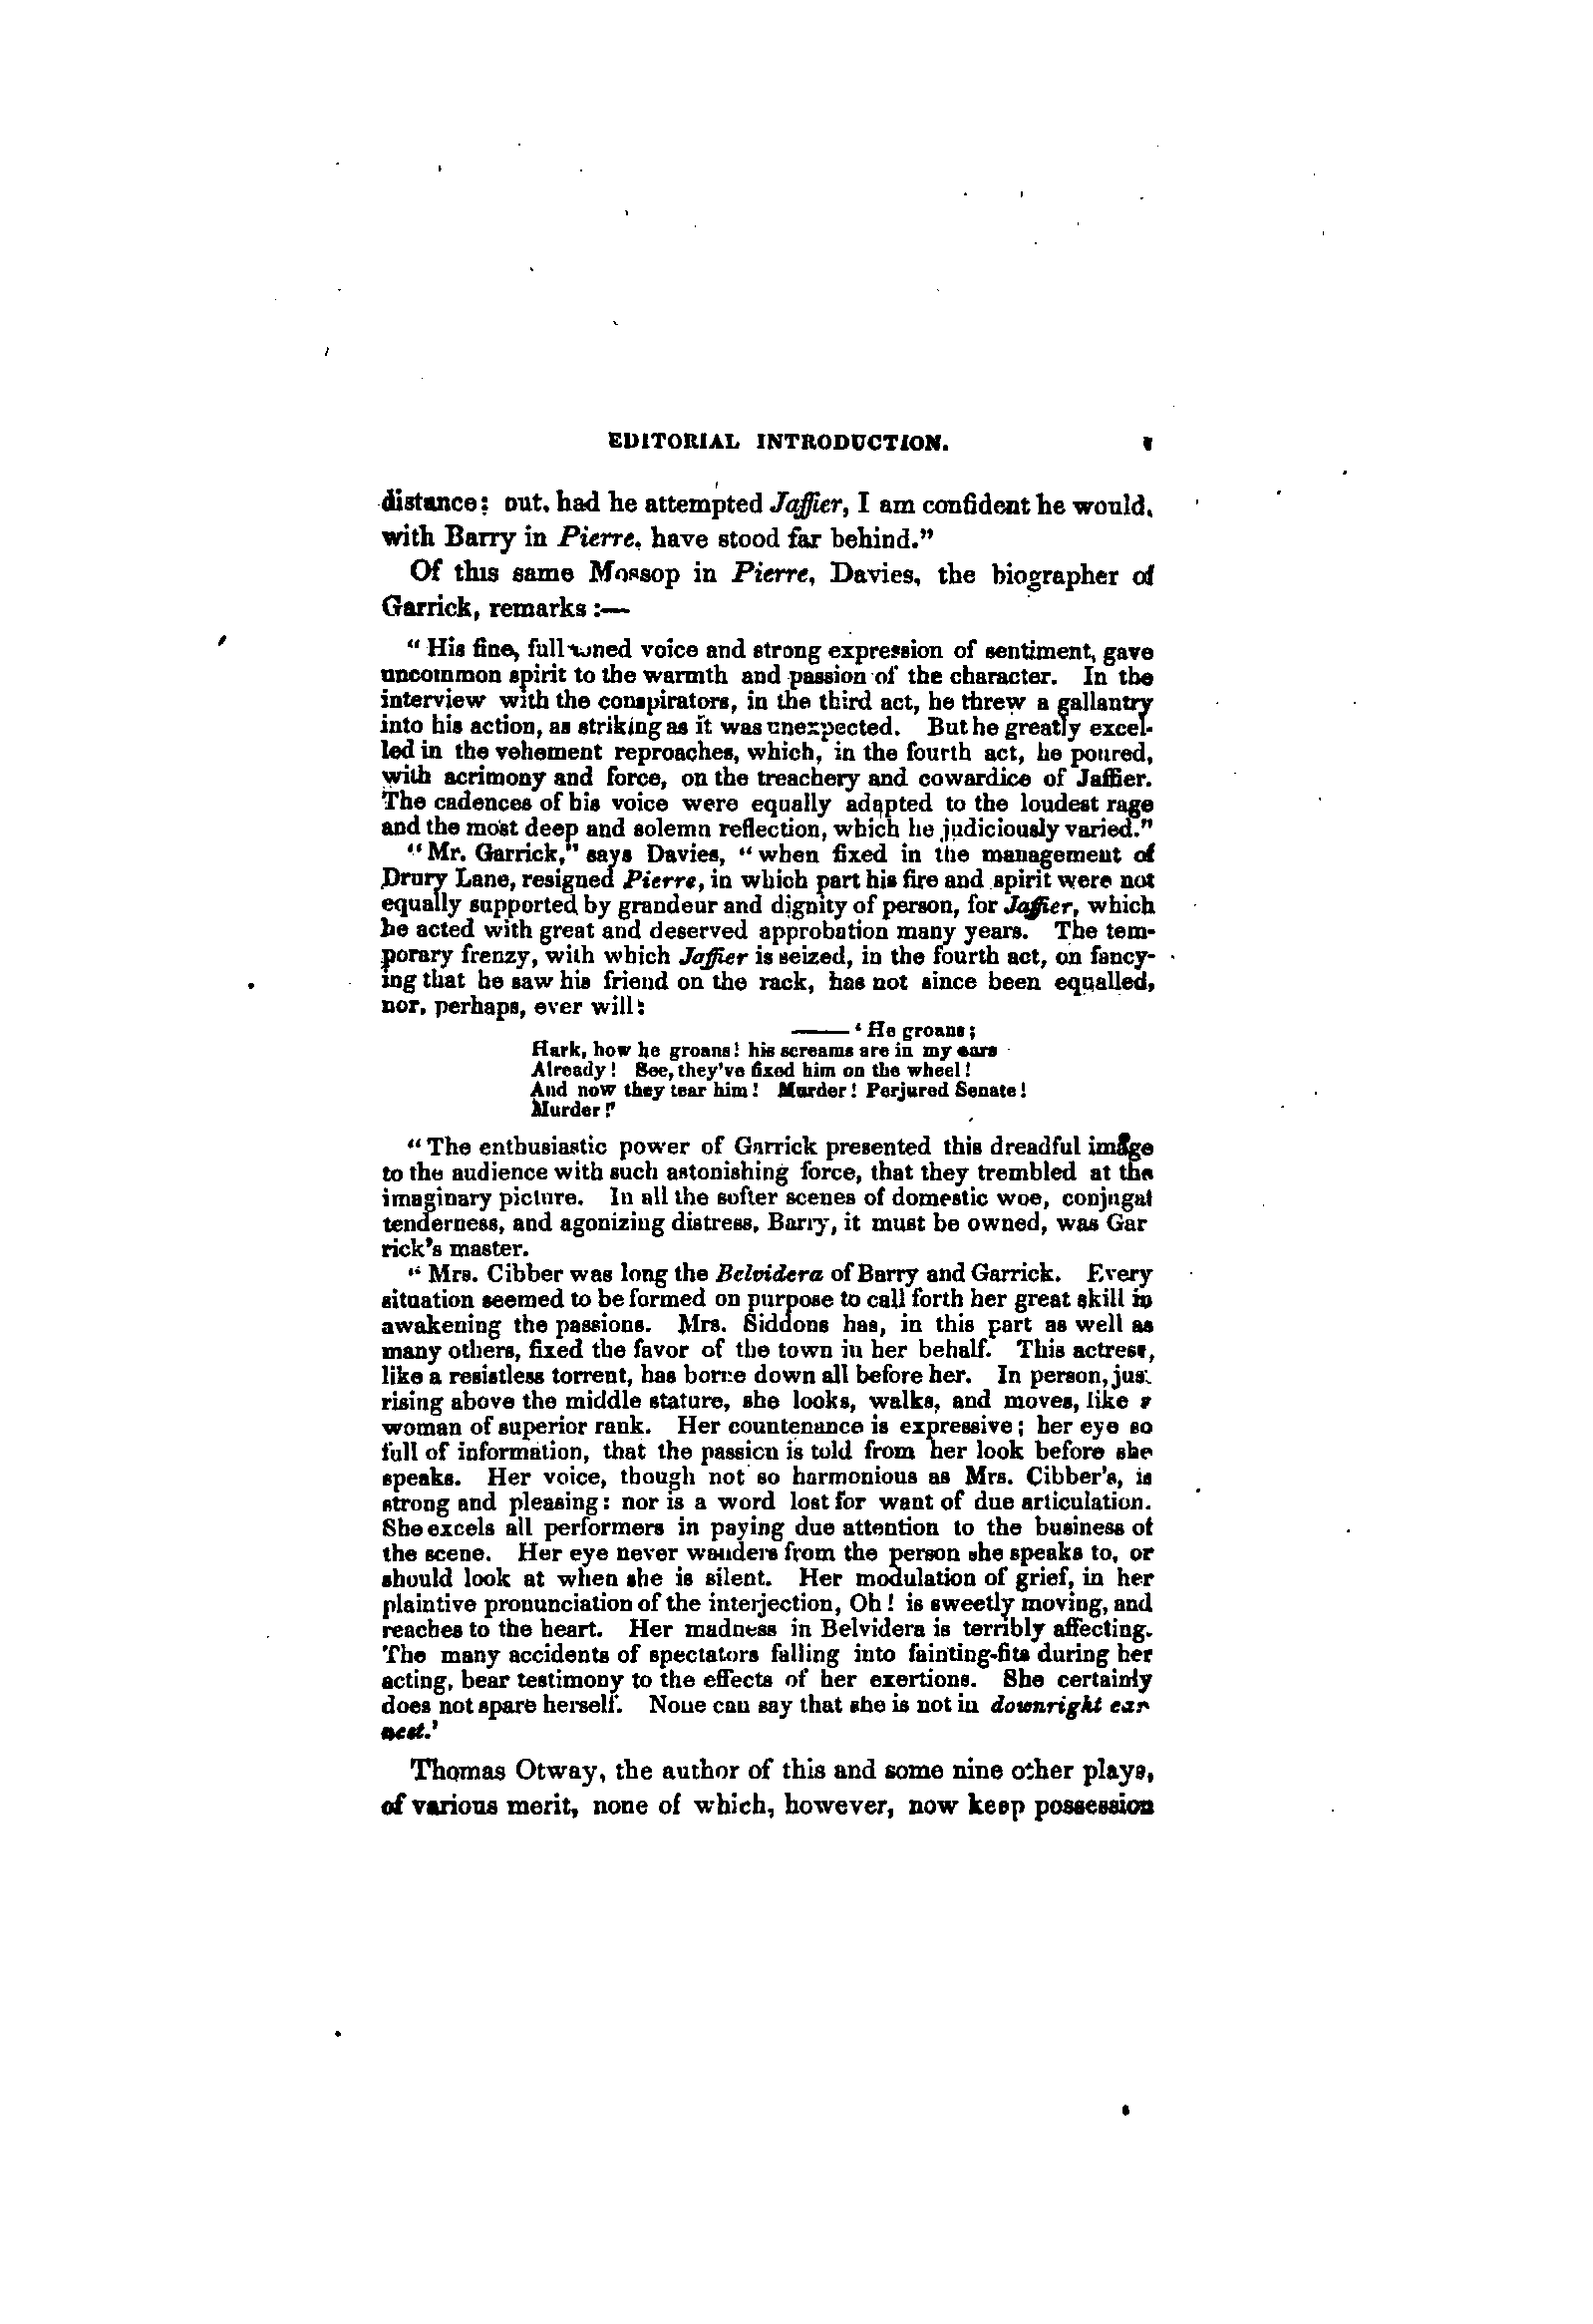 EDITORIAL INTRODUCTION. v
distance: but, had he attempted Jaffier, I am confident he would,
with Barry in Pierre, have stood far behind."
Of this same Mossop in Pierre, Davies, the biographer of
Garrick, remarks :—
"His fine, full-toned voice and strong expression of sentiment, gave
uncommon spirit to the warmth and passion of the character. In the
interview with the conspirators, in the third act, he threw a gallantry
into his action, as striking as it was unexpected. But he greatly excel-
led in the vehement reproaches, which, in the fourth act, he poured,
with acrimony and force, on the treachery and cowardice of Jaffier.
The cadences of his voice were equally adapted to the loudest rage
and the most deep and solemn reflection, which he judiciously varied."
"Mr. Garrick," says Davies, "when fixed in the management of
Drury Lane, resigned Pierre, in which part his fire and spirit were not
equally supported by grandeur and dignity of person, for Jaffier, which
he acted with great and deserved approbation many years. The tem-
porary frenzy, with which Jaffier is seized, in the fourth act, on fancy-
ing that he saw his friend on the rack, has not since been equalled,
nor, perhaps, ever will:
——— 'He groans;
Hark, how he groans! his screams are in my ears
Already! See, they've fixed him on the wheel!
And now they tear him! Murder! Perjured Senate!
Murder!'
"The enthusiastic power of Garrick presented this dreadful image
to the audience with such astonishing force, that they trembled at the
imaginary picture. In all the softer scenes of domestic woe, conjugal
tenderness, and agonizing distress, Barry, it must be owned, was Gar
rick's master.
"Mrs. Cibber was long the Belvidera of Barry and Garrick. Every
situation seemed to be formed on purpose to call forth her great skill in
awakening the passions. Mrs. Siddons has, in this part as well as
many others, fixed the favor of the town in her behalf. This actress,
like a resistless torrent, has borne down all before her. In person, just
rising above the middle stature, she looks, walks, and moves, like a
woman of superior rank. Her countenance is expressive; her eye so
full of information, that the passion is told from her look before she
speaks. Her voice, though not so harmonious as Mrs. Cibber's, is
strong and pleasing: nor is a word lost for want of due articulation.
She excels all performers in paying due attention to the business of
the scene. Her eye never wanders from the person she speaks to, or
should look at when she is silent. Her modulation of grief, in her
plaintive pronunciation of the interjection, Oh! is sweetly moving, and
reaches to the heart. Her madness in Belvidera is terribly affecting.
The many accidents of spectators falling into fainting-fits during her
acting, bear testimony to the effects of her exertions. She certainly
does not spare herself. None can say that she is not in downright ear
nest.'
Thomas Otway, the author of this and some nine other plays,
of various merit, none of which, however, now keep possession